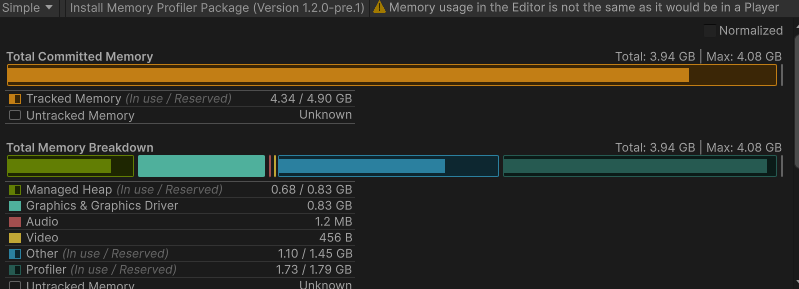 Simple Install Memory Profiler Package (Version 1.2.0-pre.1) Memory usage in the Editor is not the same as it would be in a Player
Normalized
Total Committed Memory Total: 3.94 GB | Max: 4.08 GB
Tracked Memory (In use / Reserved) 4.34 / 4.90 GB
Untracked Memory Unknown
Total Memory Breakdown Total: 3.94 GB | Max: 4.08 GB
Managed Heap (In use / Reserved) 0.68 / 0.83 GB
Graphics & Graphics Driver 0.83 GB
Audio 1.2 MB
Video 456 B
Other (In use / Reserved) 1.10 / 1.45 GB
Profiler (In use / Reserved) 1.73 / 1.79 GB
Untracked Memory Unknown